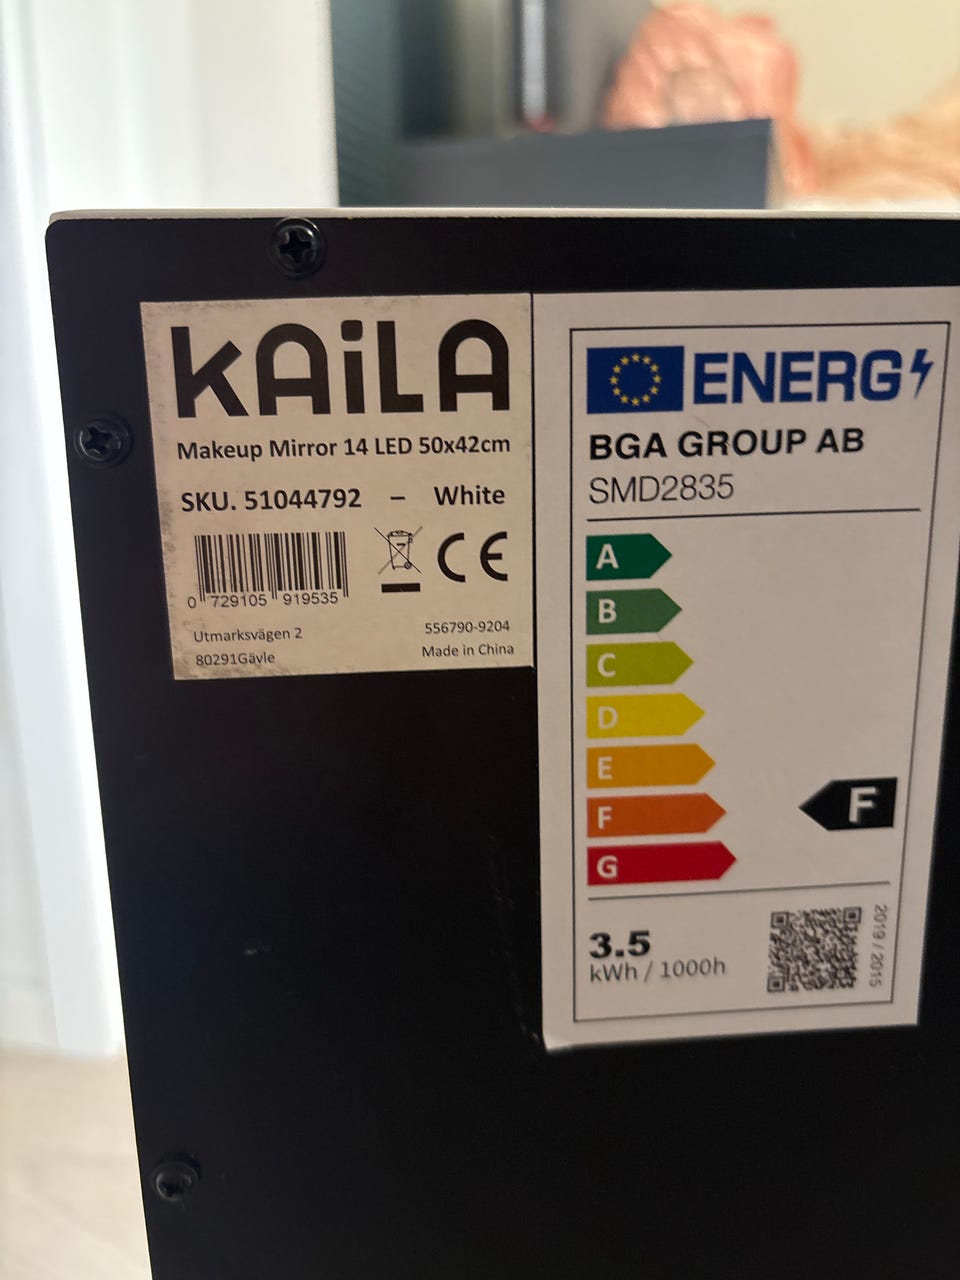 KAiLA
Makeup Mirror 14 LED 50x42cm
SKU. 51044792 – White
CE
0 729105 919535
Utmarksvägen 2
80291Gävle
556790-9204
Made in China
ENERG
BGA GROUP AB
SMD2835
A
B
C
D
E
F
F
G
3.5
kWh / 1000h
2019 / 2015